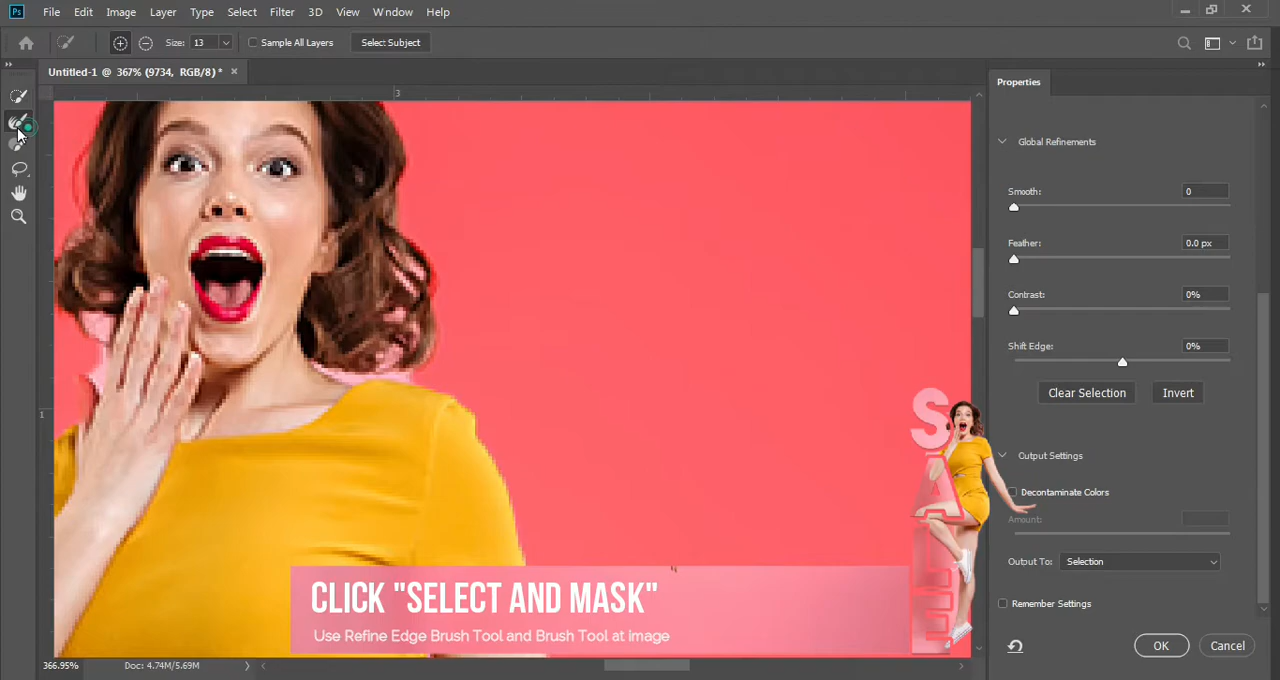 Ps File Edit Image Layer Type Select Filter 3D View Window Help
Size: 13 Sample All Layers Select Subject
Untitled-1 @ 367% (9734, RGB/8) *
Properties
3
Global Refinements
Smooth: 0
Feather: 0.0 px
Contrast: 0%
Shift Edge: 0%
1
Clear Selection Invert
SALE
Output Settings
Decontaminate Colors
Amount:
Output To: Selection
CLICK "SELECT AND MASK"
Use Refine Edge Brush Tool and Brush Tool at image
Remember Settings
OK Cancel
366.95% Doc: 4.74M/5.69M